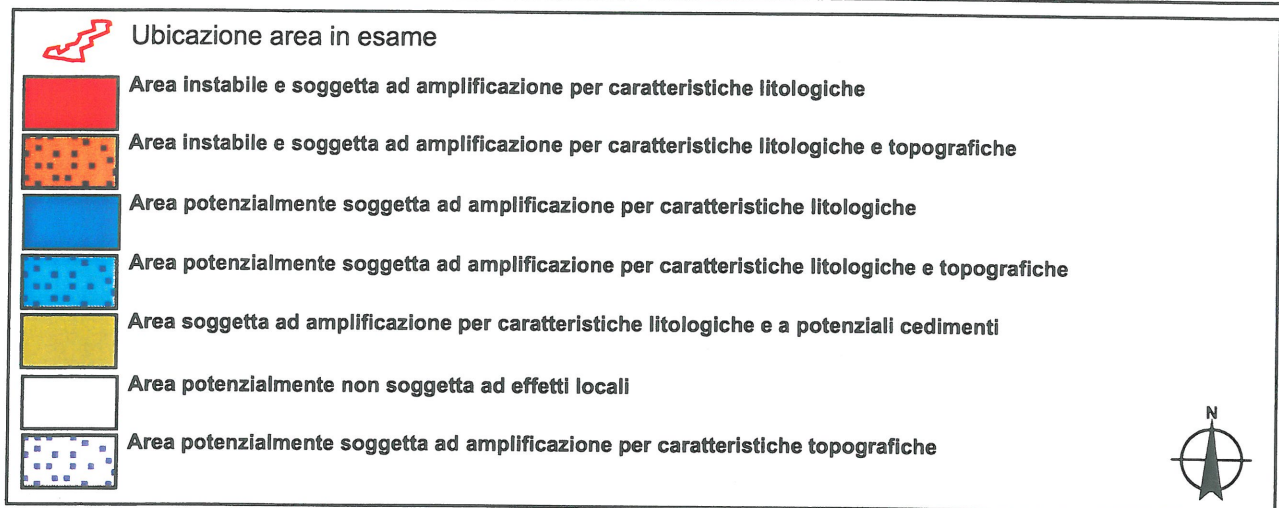 Ubicazione area in esame
Area instabile e soggetta ad amplificazione per caratteristiche litologiche
Area instabile e soggetta ad amplificazione per caratteristiche litologiche e topografiche
Area potenzialmente soggetta ad amplificazione per caratteristiche litologiche
Area potenzialmente soggetta ad amplificazione per caratteristiche litologiche e topografiche
Area soggetta ad amplificazione per caratteristiche litologiche e a potenziali cedimenti
Area potenzialmente non soggetta ad effetti locali
Area potenzialmente soggetta ad amplificazione per caratteristiche topografiche
N